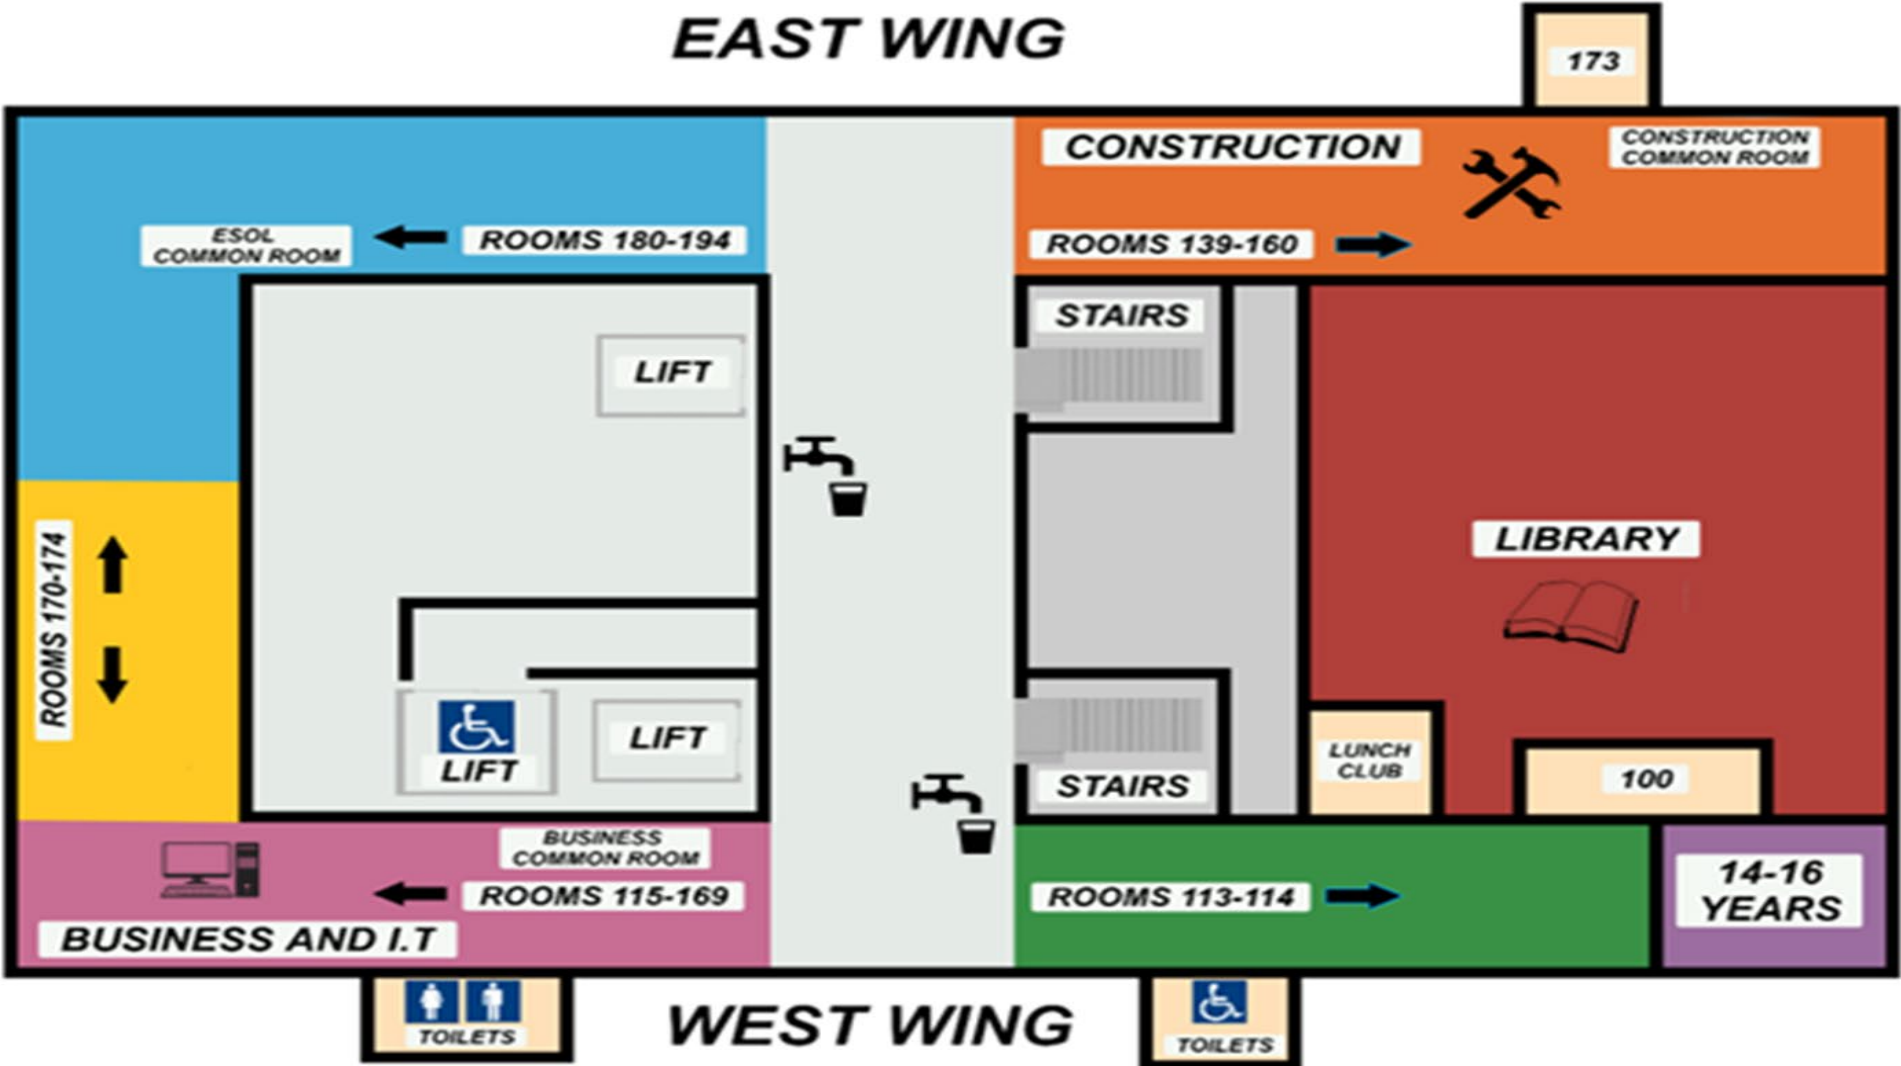 EAST WING
173
CONSTRUCTION
CONSTRUCTION
COMMON ROOM
ESOL
COMMON ROOM
ROOMS 180-194
ROOMS 139-160
STAIRS
LIFT
ROOMS 170-174
LIBRARY
LIFT
LIFT
STAIRS
LUNCH
CLUB
100
BUSINESS
COMMON ROOM
ROOMS 115-169
BUSINESS AND I.T
ROOMS 113-114
14-16
YEARS
TOILETS
WEST WING
TOILETS